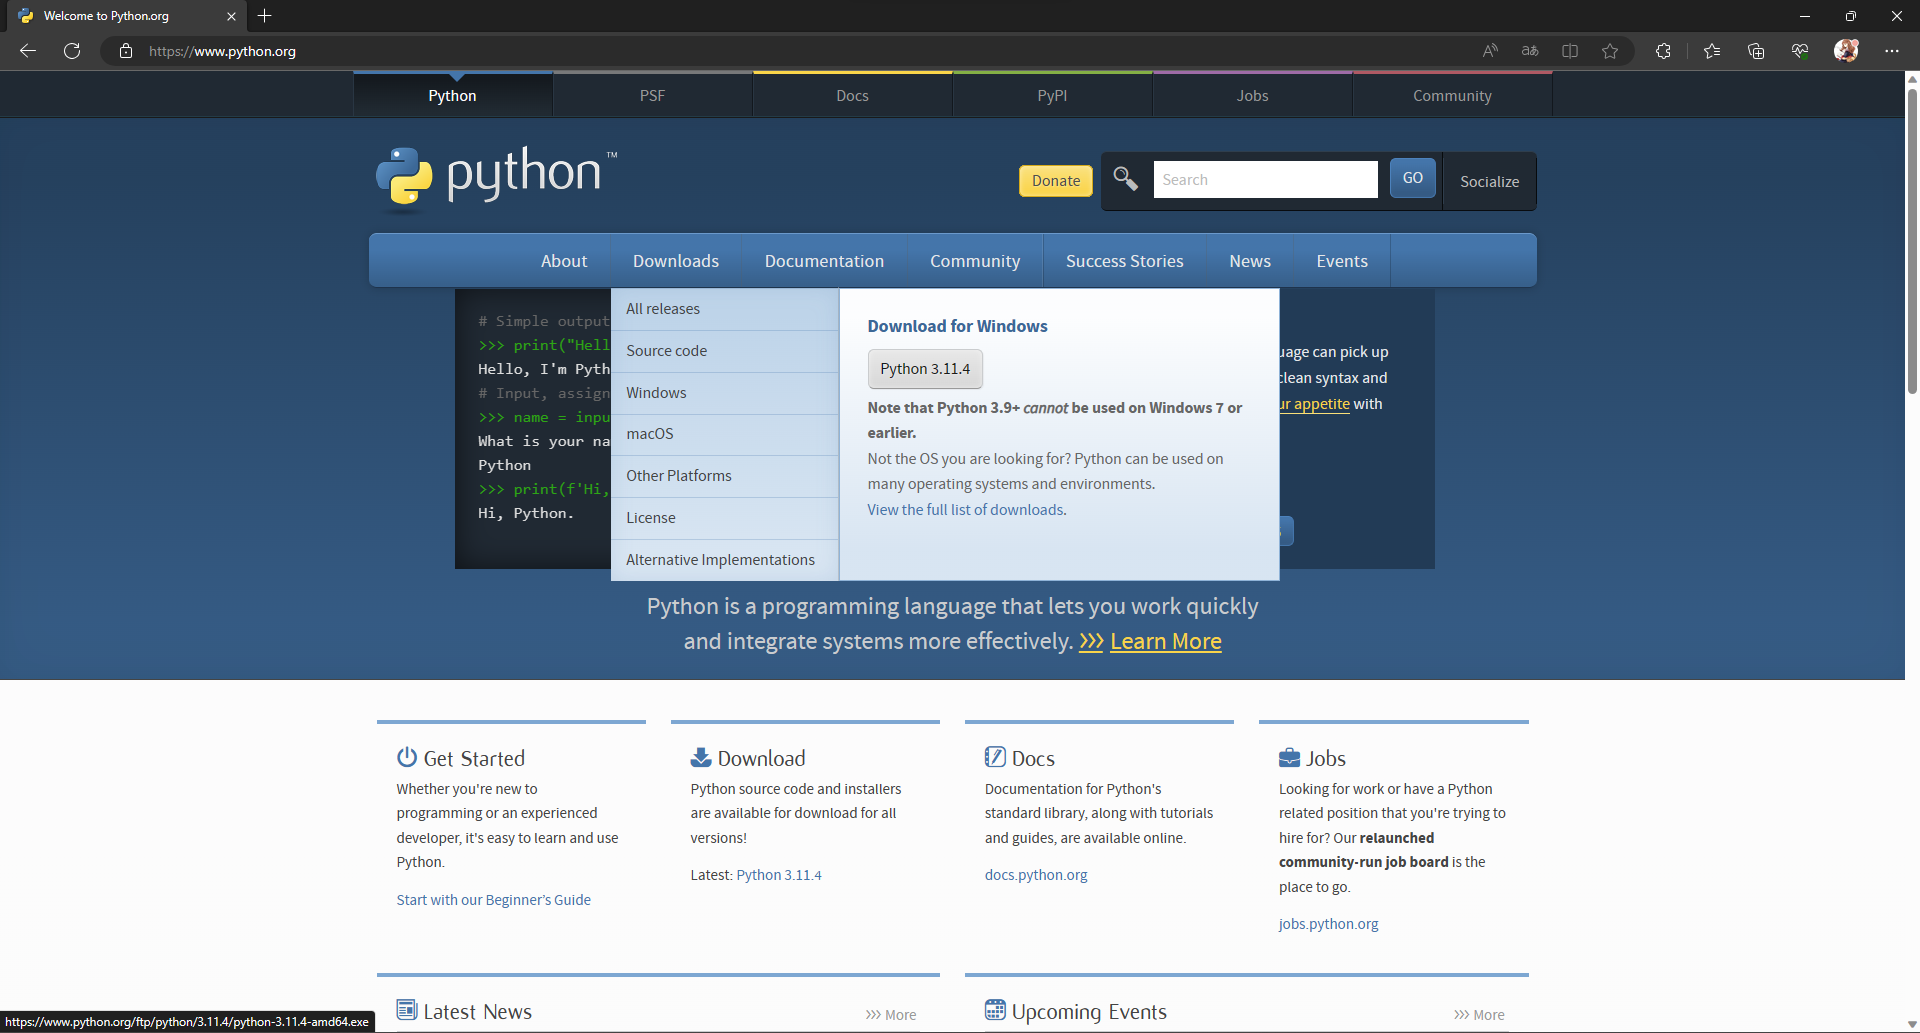 Welcome to Python.org
https://www.python.org
Python
PSF
Docs
PyPI
Jobs
Community
python™
Donate
Search
GO
Socialize
About
Downloads
Documentation
Community
Success Stories
News
Events
# Simple output
>>> print("Hell
Hello, I'm Pyth
# Input, assign
>>> name = inpu
What is your na
Python
>>> print(f'Hi,
Hi, Python.
All releases
Source code
Windows
macOS
Other Platforms
License
Alternative Implementations
Download for Windows
Python 3.11.4
Note that Python 3.9+ cannot be used on Windows 7 or
earlier.
Not the OS you are looking for? Python can be used on
many operating systems and environments.
View the full list of downloads.
uage can pick up
clean syntax and
ur appetite with
Python is a programming language that lets you work quickly
and integrate systems more effectively. >>> Learn More
Get Started
Whether you're new to
programming or an experienced
developer, it's easy to learn and use
Python.
Start with our Beginner's Guide
Download
Python source code and installers
are available for download for all
versions!
Latest: Python 3.11.4
Docs
Documentation for Python's
standard library, along with tutorials
and guides, are available online.
docs.python.org
Jobs
Looking for work or have a Python
related position that you're trying to
hire for? Our relaunched
community-run job board is the
place to go.
jobs.python.org
Latest News
>>> More
Upcoming Events
>>> More
https://www.python.org/ftp/python/3.11.4/python-3.11.4-amd64.exe